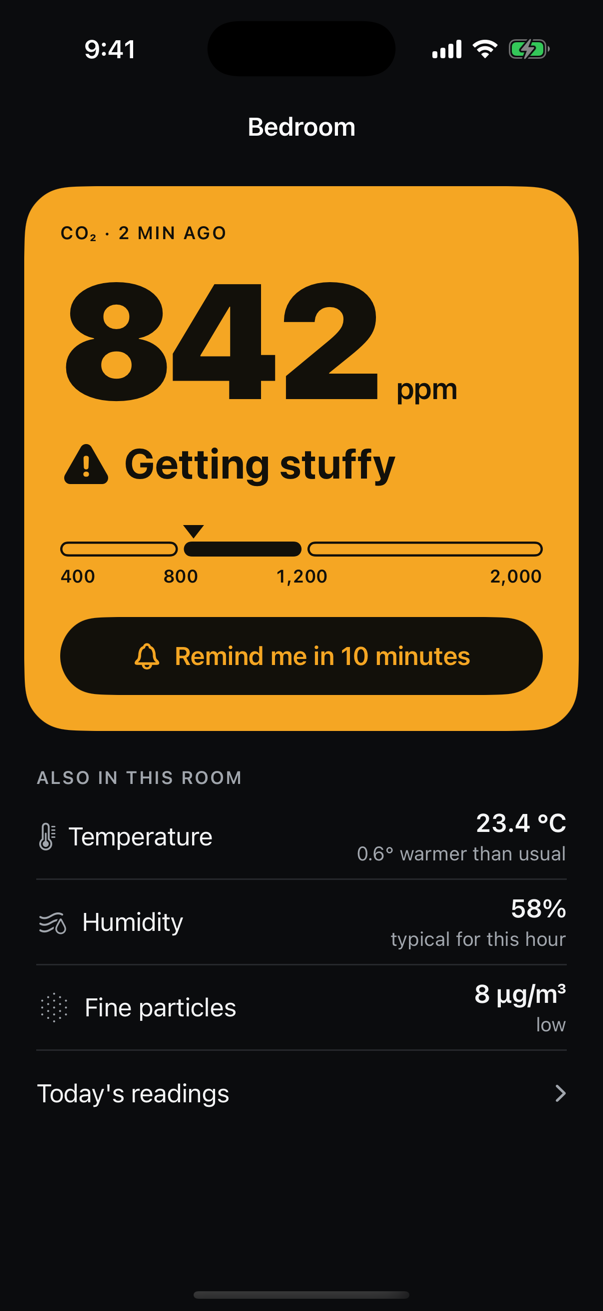 9:41
Bedroom
CO₂ · 2 MIN AGO
842 ppm
Getting stuffy
400 800 1,200 2,000
Remind me in 10 minutes
ALSO IN THIS ROOM
Temperature 23.4 °C
0.6° warmer than usual
Humidity 58%
typical for this hour
Fine particles 8 µg/m³
low
Today's readings